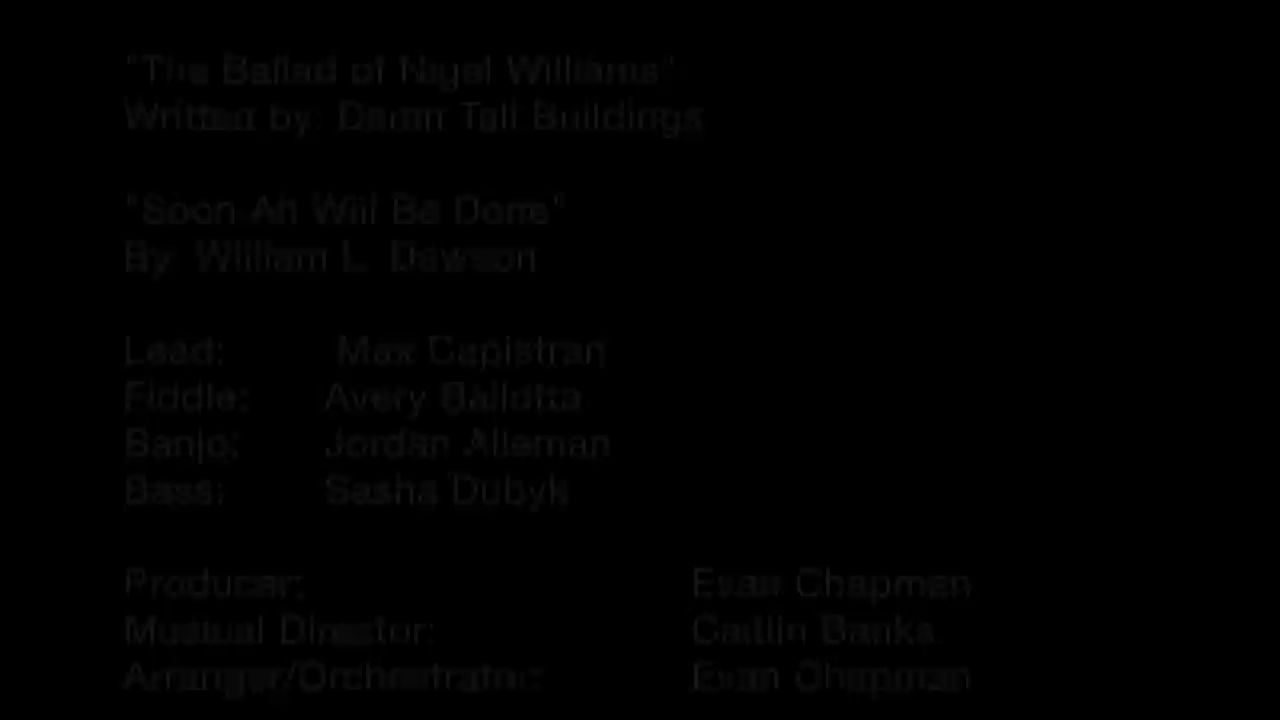 "The Ballad of Nigel Williams"
Written by: Damn Tall Buildings
"Soon Ah Will Be Done"
By: William L. Dawson
Lead: Max Capistran
Fiddle: Avery Ballotta
Banjo: Jordan Alleman
Bass: Sasha Dubyk
Producer: Evan Chapman
Musical Director: Caitlin Banks
Arranger/Orchestrator: Evan Chapman